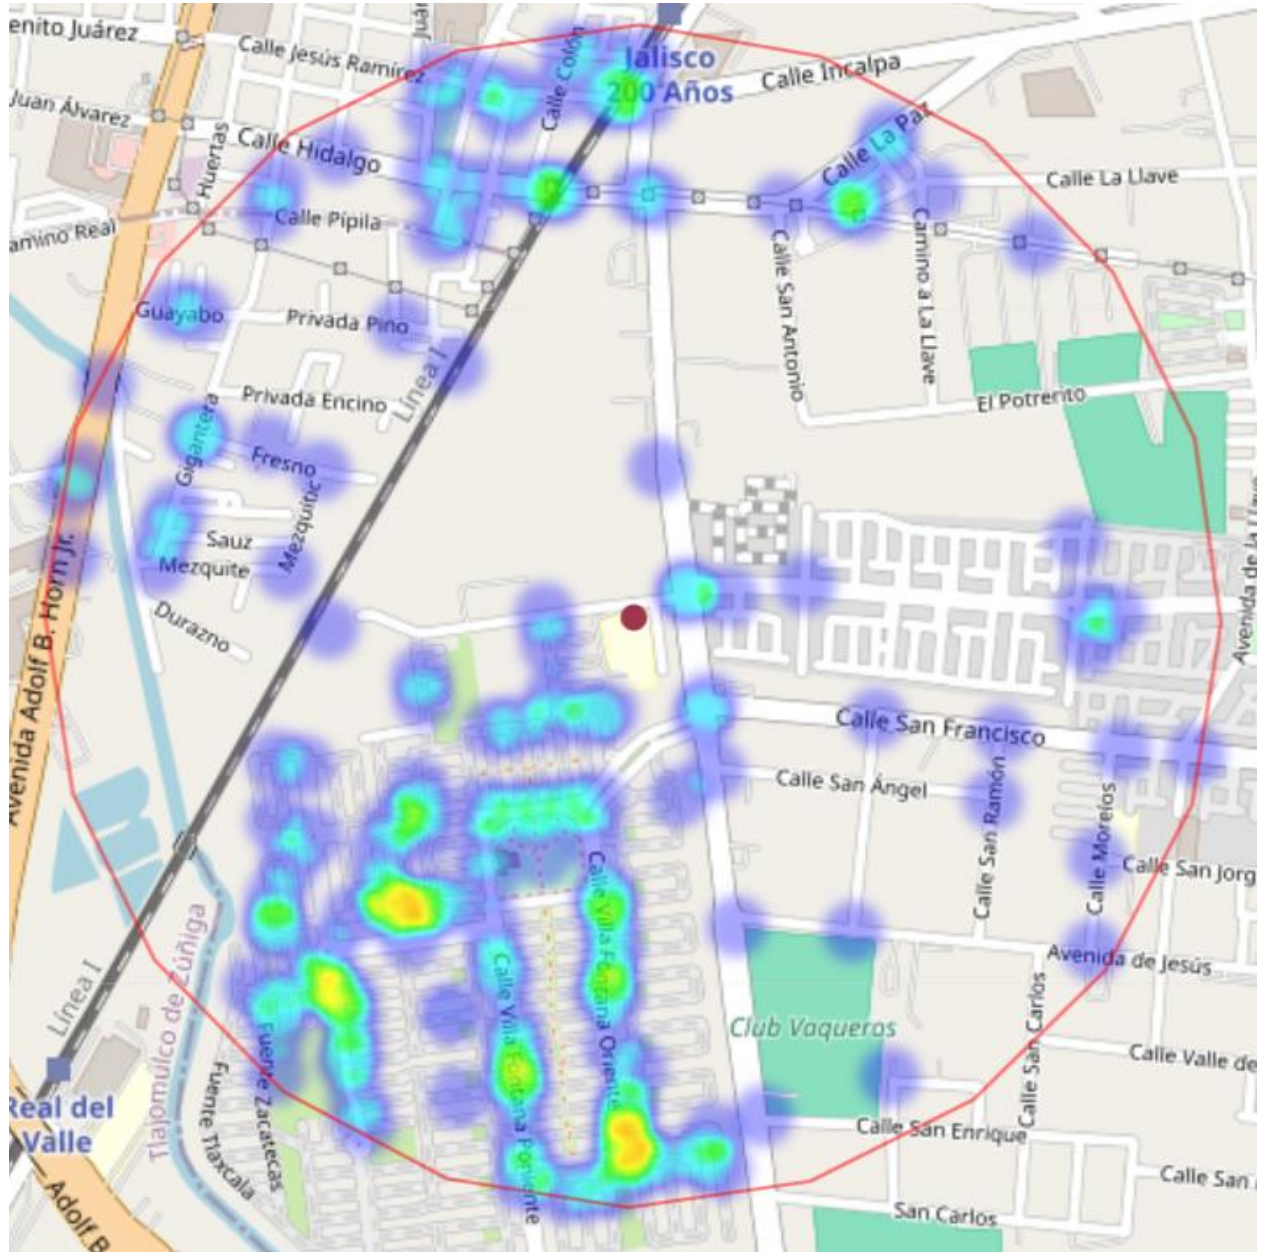 enito Juárez
Calle Jesús Ramírez
Juá
Calle Colón
Jalisco
200 Años
Calle Incalpa
Juan Álvarez
Huertas
Calle Hidalgo
Calle La Paz
Calle La Llave
amino Real
Calle Pípila
Calle San Antonio
Camino a La Llave
Guayabo
Privada Pino
Línea I
Privada Encino
El Potrerito
Gigantera
Fresno
Mezquitic
Sauz
Mezquite
Durazno
Avenida Adolf B. Horn Jr.
Avenida de la Llave
Calle San Francisco
Calle San Ángel
Calle San Ramón
Calle Morelos
Calle San Jorg
Calle Villa Fontana Oriente
Calle Villa Fontana Poniente
Avenida de Jesús
Línea I
Tlajomulco de Zúñiga
Club Vaqueros
Calle San Carlos
Calle Valle de
Real del
Valle
Fuente Zacatecas
Fuente Tlaxcala
Calle San Enrique
Calle San
San Carlos
Adolf B